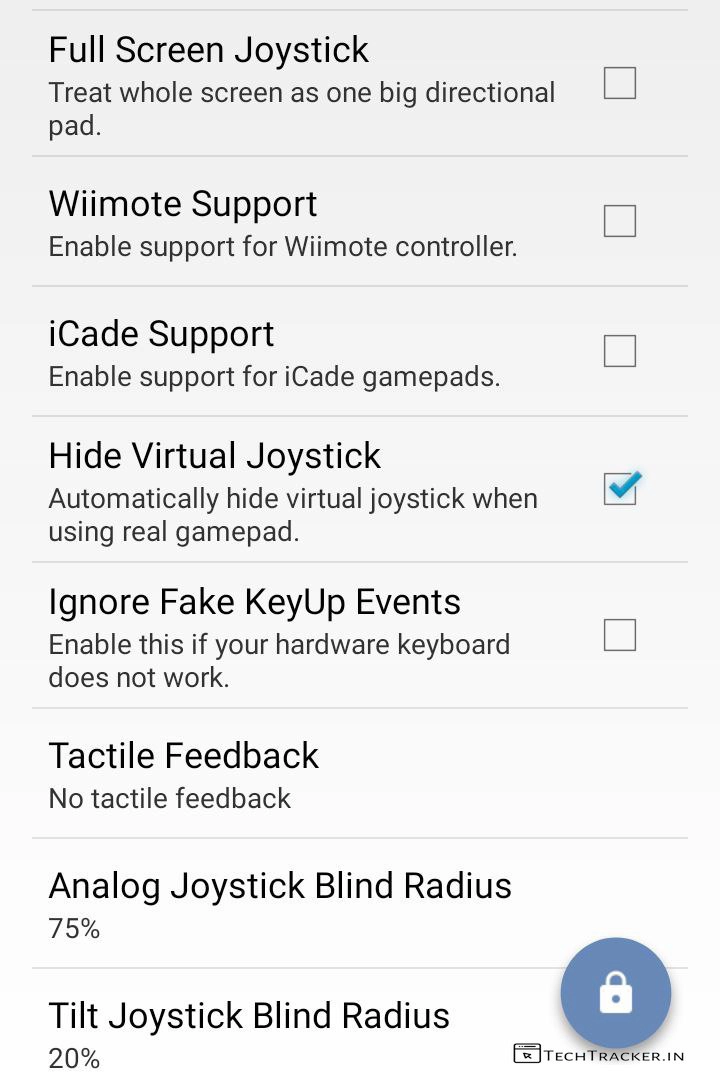 Full Screen Joystick
Treat whole screen as one big directional
pad.
Wiimote Support
Enable support for Wiimote controller.
iCade Support
Enable support for iCade gamepads.
Hide Virtual Joystick
Automatically hide virtual joystick when
using real gamepad.
Ignore Fake KeyUp Events
Enable this if your hardware keyboard
does not work.
Tactile Feedback
No tactile feedback
Analog Joystick Blind Radius
75%
Tilt Joystick Blind Radius
20%
TECHTRACKER.IN